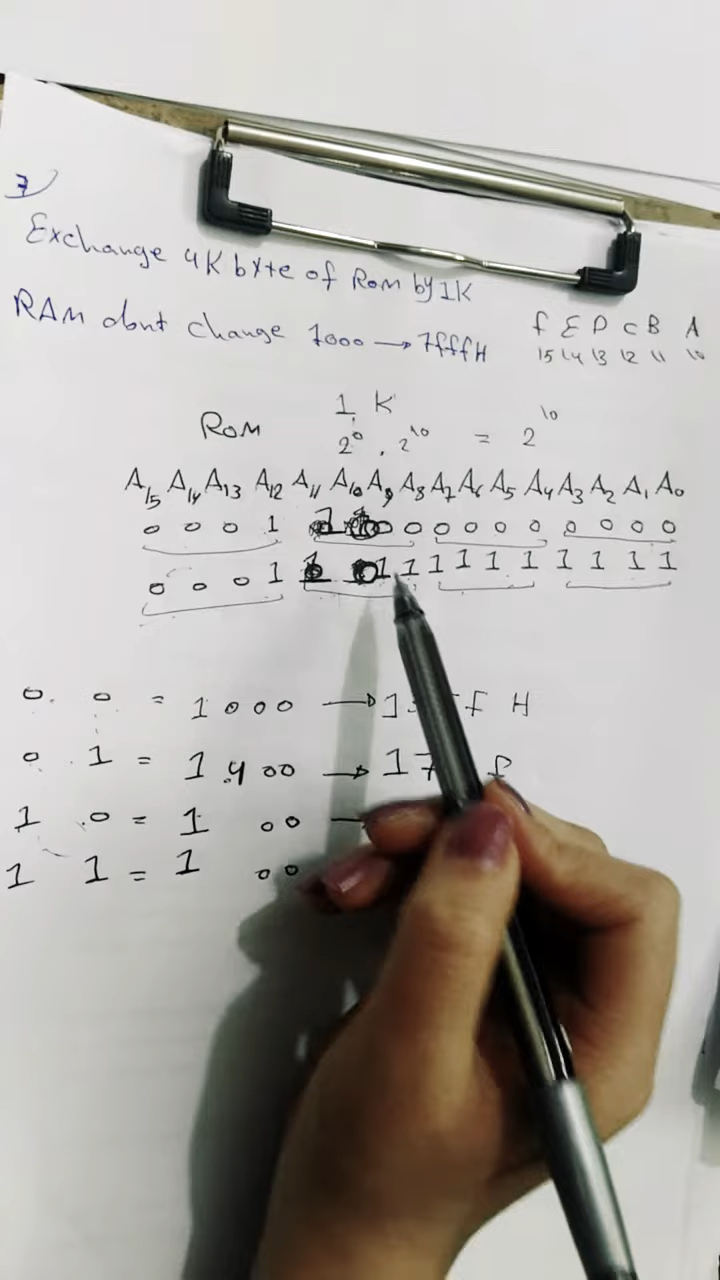 7)
Exchange 4K byte of Rom by 1K
RAM dont change 7000 → 7fffH
f E D C B A
15 14 13 12 11 10
1 K
ROM 2⁰ . 2¹⁰ = 2¹⁰
A15 A14 A13 A12 A11 A10 A9 A8 A7 A6 A5 A4 A3 A2 A1 A0
0 0 0 1 0 0 0 0 0 0 0 0 0 0
0 0 0 1 1 1 1 1 1 1 1 1 1 1 1
0 0 = 1000 → 1 f H
0 1 = 1400 → 17 f
1 0 = 1 00
1 1 = 1 00